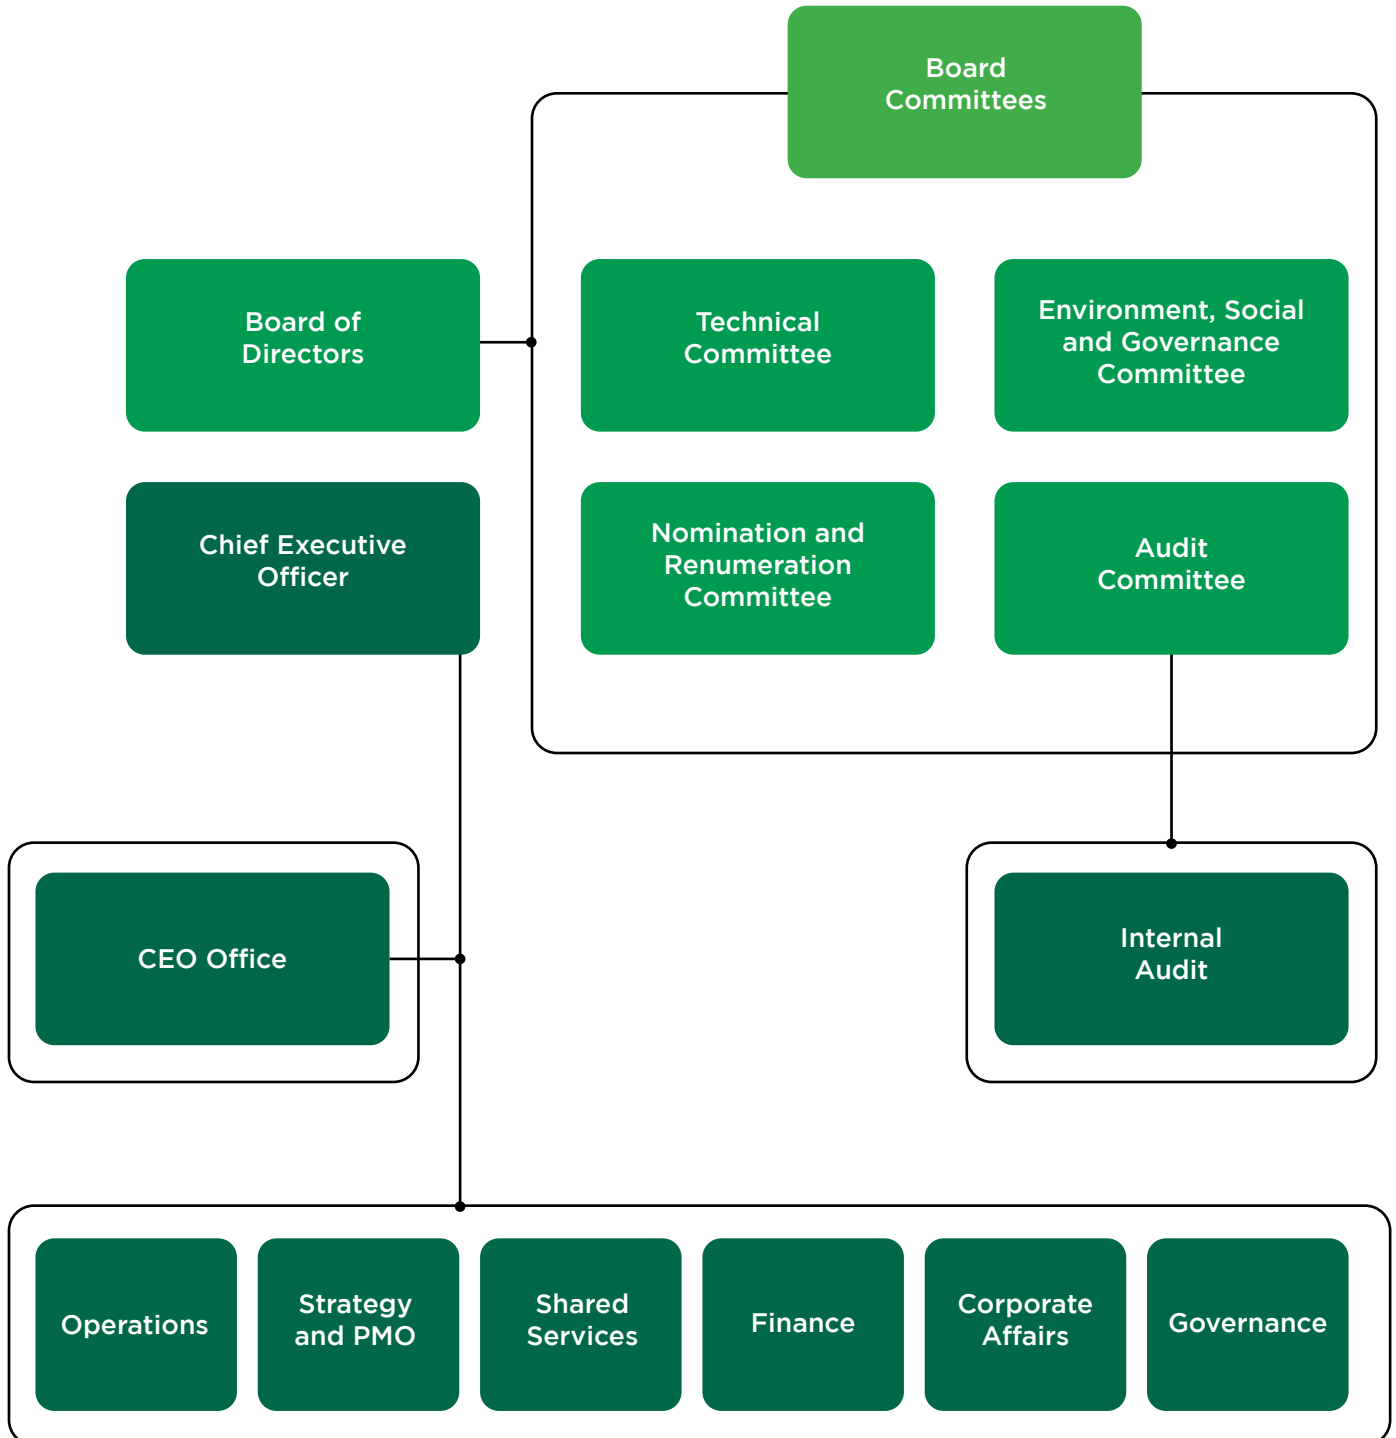 Board
Committees
Board of
Directors
Technical
Committee
Environment, Social
and Governance
Committee
Chief Executive
Officer
Nomination and
Renumeration
Committee
Audit
Committee
CEO Office
Internal
Audit
Operations
Strategy
and PMO
Shared
Services
Finance
Corporate
Affairs
Governance